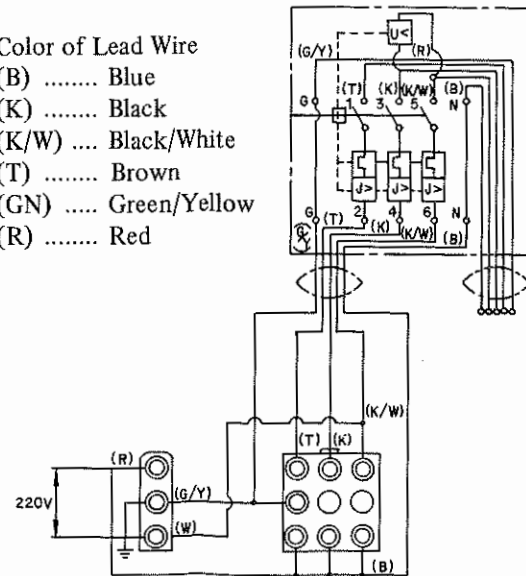 Color of Lead Wire
(B) ........ Blue
(K) ........ Black
(K/W) .... Black/White
(T) ........ Brown
(GN) ..... Green/Yellow
(R) ........ Red
U<
(G/Y) (R)
(T) (K) (K/W) (B)
G 1 3 5 N
J> J> J>
G 2 4 6 N
(T) (K) (K/W) (B)
(K/W)
(R) (T) (K)
220V (G/Y)
(W)
(B)